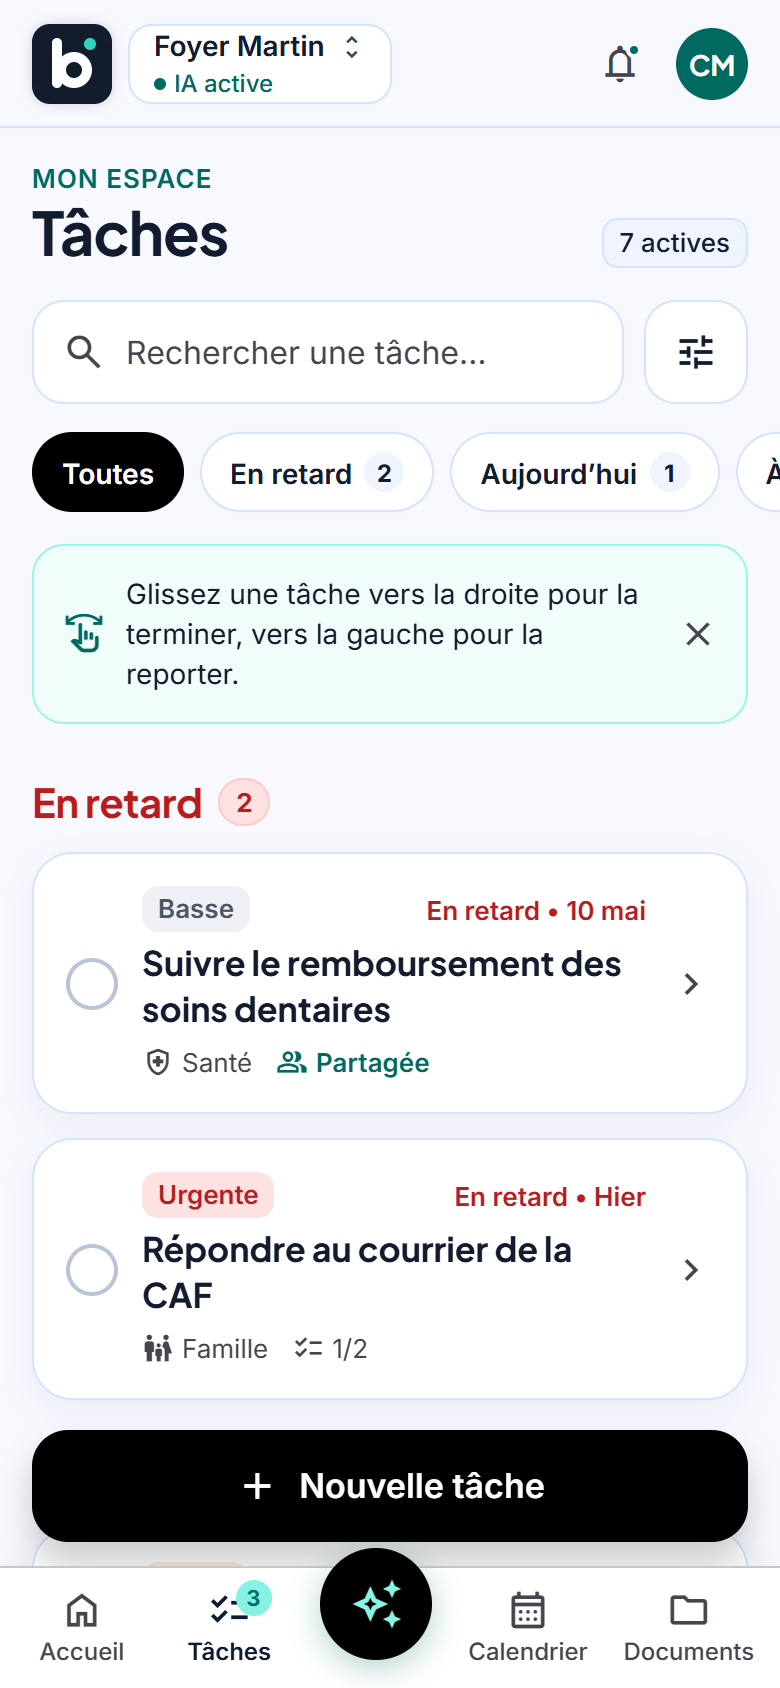 b
Foyer Martin
IA active
CM
MON ESPACE
Tâches
7 actives
Rechercher une tâche...
Toutes
En retard 2
Aujourd’hui 1
À
Glissez une tâche vers la droite pour la
terminer, vers la gauche pour la
reporter.
En retard 2
Basse
En retard • 10 mai
Suivre le remboursement des
soins dentaires
Santé
Partagée
Urgente
En retard • Hier
Répondre au courrier de la
CAF
Famille
1/2
+ Nouvelle tâche
Accueil
3
Tâches
Calendrier
Documents